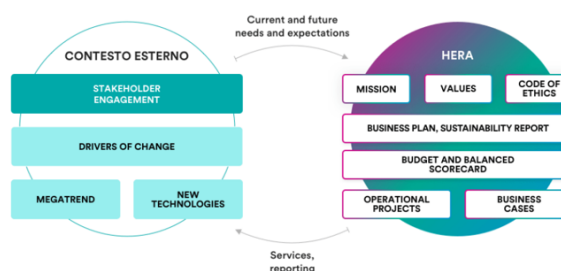 Current and future
needs and expectations
CONTESTO ESTERNO
STAKEHOLDER
ENGAGEMENT
DRIVERS OF CHANGE
MEGATREND
NEW
TECHNOLOGIES
HERA
MISSION
VALUES
CODE OF
ETHICS
BUSINESS PLAN, SUSTAINABILITY REPORT
BUDGET AND BALANCED
SCORECARD
OPERATIONAL
PROJECTS
BUSINESS
CASES
Services,
reporting